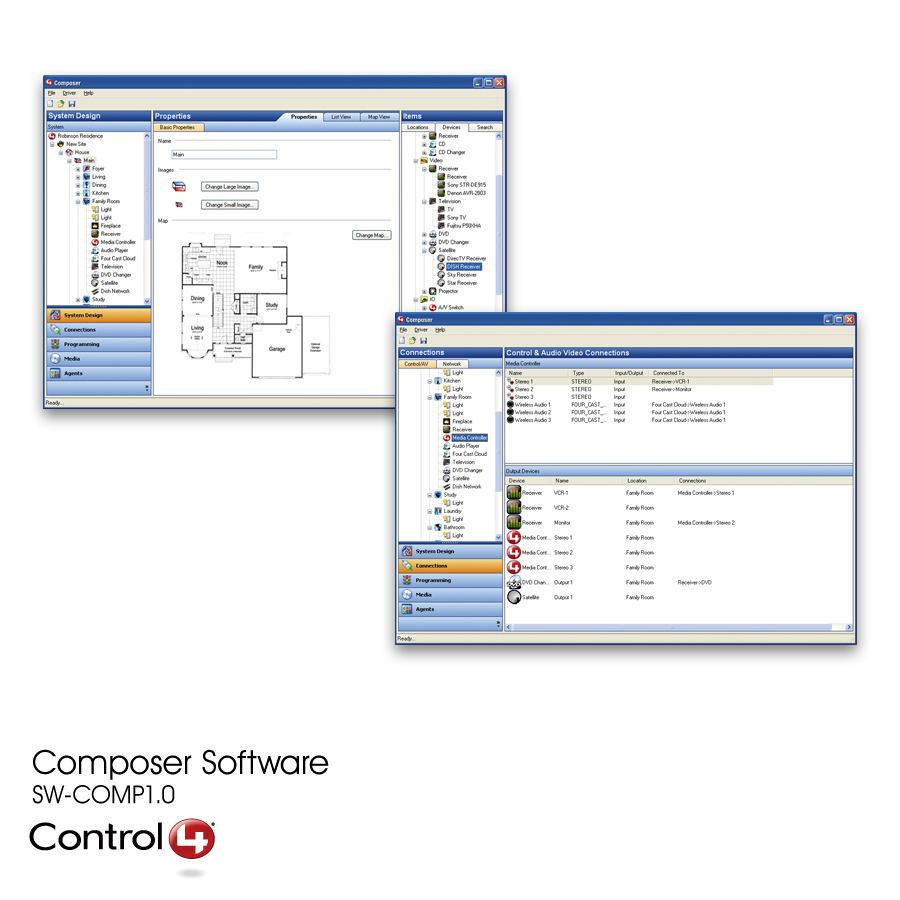 Composer
File Driver Help
System Design
System
Robinson Residence
New Site
House
Main
Foyer
Living
Dining
Kitchen
Family Room
Light
Light
Fireplace
Receiver
Media Controller
Audio Player
Four Cast Cloud
Television
DVD Changer
Satellite
Dish Network
Study
System Design
Connections
Programming
Media
Agents
Ready...
Properties
Properties List View Map View
Basic Properties
Name
Main
Images
Change Large Image...
Change Small Image...
Map
Change Map...
Nook
Family
Dining
Study
Living
Garage
Items
Locations Devices Search
Receiver
CD
CD Changer
Video
Receiver
Receiver
Sony STR-DE915
Denon AVR-2803
Television
TV
Sony TV
Fujitsu P50XHA
DVD
DVD Changer
Satellite
DirecTV Receiver
DISH Receiver
Sky Receiver
Star Receiver
Projector
IO
A/V Switch
Composer
File Driver Help
Connections
Control/AV Network
Light
Kitchen
Light
Family Room
Light
Light
Fireplace
Receiver
Media Controller
Audio Player
Four Cast Cloud
Television
DVD Changer
Satellite
Dish Network
Study
Light
Laundry
Light
Bathroom
Light
System Design
Connections
Programming
Media
Agents
Ready...
Control & Audio Video Connections
Media Controller
Name Type Input/Output Connected To
Stereo 1 STEREO Input Receiver->VCR-1
Stereo 2 STEREO Input Receiver->Monitor
Stereo 3 STEREO Input
Wireless Audio 1 FOUR_CAST_... Input Four Cast Cloud->Wireless Audio 1
Wireless Audio 2 FOUR_CAST_... Input Four Cast Cloud->Wireless Audio 1
Wireless Audio 3 FOUR_CAST_... Input Four Cast Cloud->Wireless Audio 1
Output Devices
Device Name Location Connections
Receiver VCR-1 Family Room Media Controller->Stereo 1
Receiver VCR-2 Family Room
Receiver Monitor Family Room Media Controller->Stereo 2
Media Cont... Stereo 1 Family Room
Media Cont... Stereo 2 Family Room
Media Cont... Stereo 3 Family Room
DVD Chan... Output 1 Family Room Receiver->DVD
Satellite Output 1 Family Room
Composer Software
SW-COMP1.0
Control4